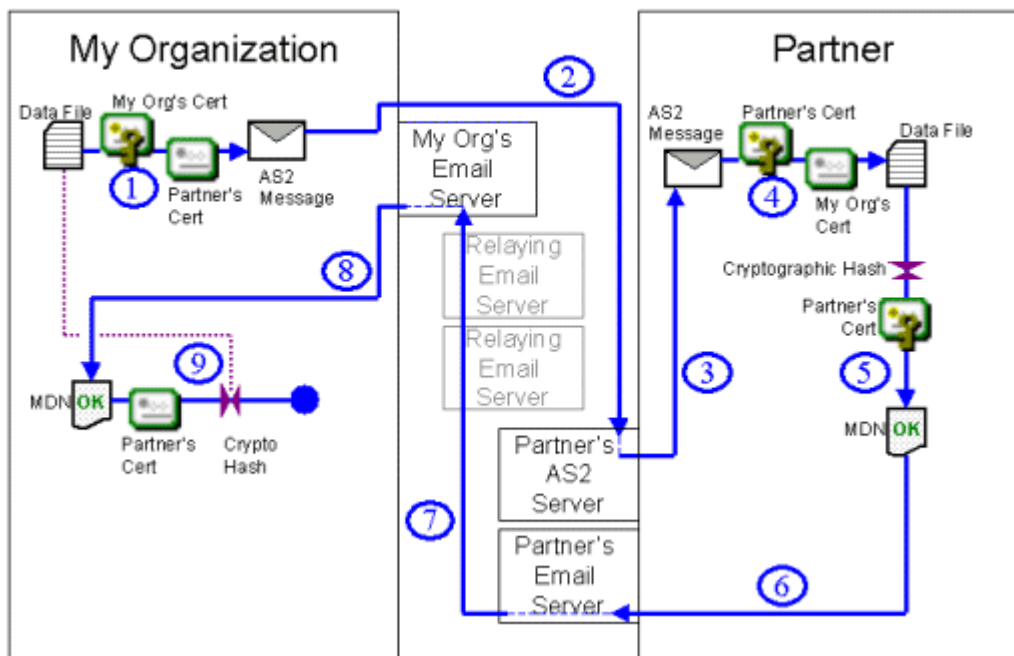 My Organization
Data File
My Org's Cert
1
Partner's
Cert
AS2
Message
2
My Org's
Email
Server
Relaying
Email
Server
Relaying
Email
Server
8
9
MDN
OK
Partner's
Cert
Crypto
Hash
7
Partner's
AS2
Server
Partner's
Email
Server
Partner
AS2
Message
Partner's Cert
4
My Org's
Cert
Data File
Cryptographic Hash
Partner's
Cert
3
5
MDN
OK
6